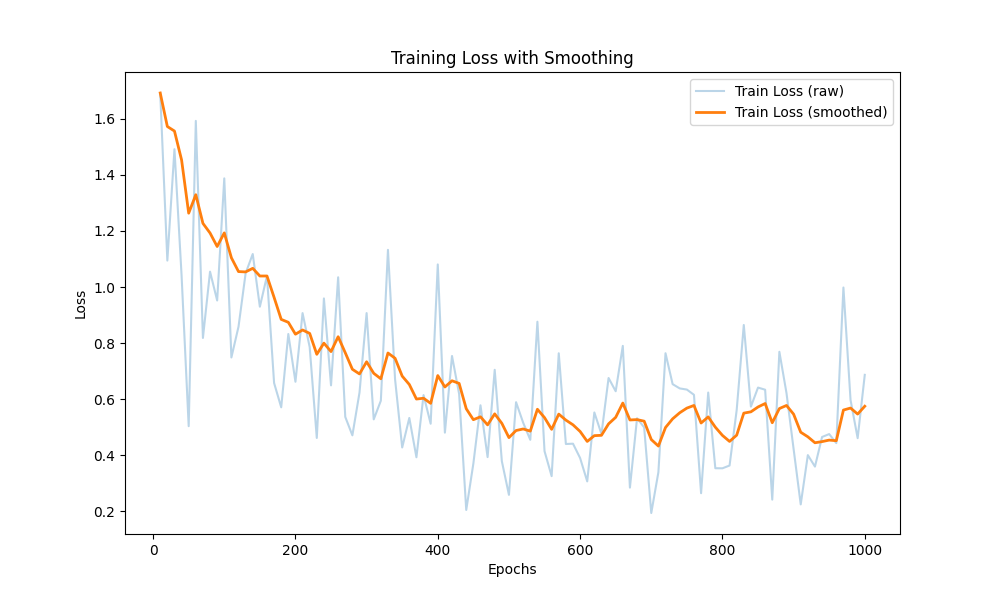 Training Loss with Smoothing
Train Loss (raw)
Train Loss (smoothed)
1.6
1.4
1.2
1.0
0.8
0.6
0.4
0.2
Loss
0 200 400 600 800 1000
Epochs